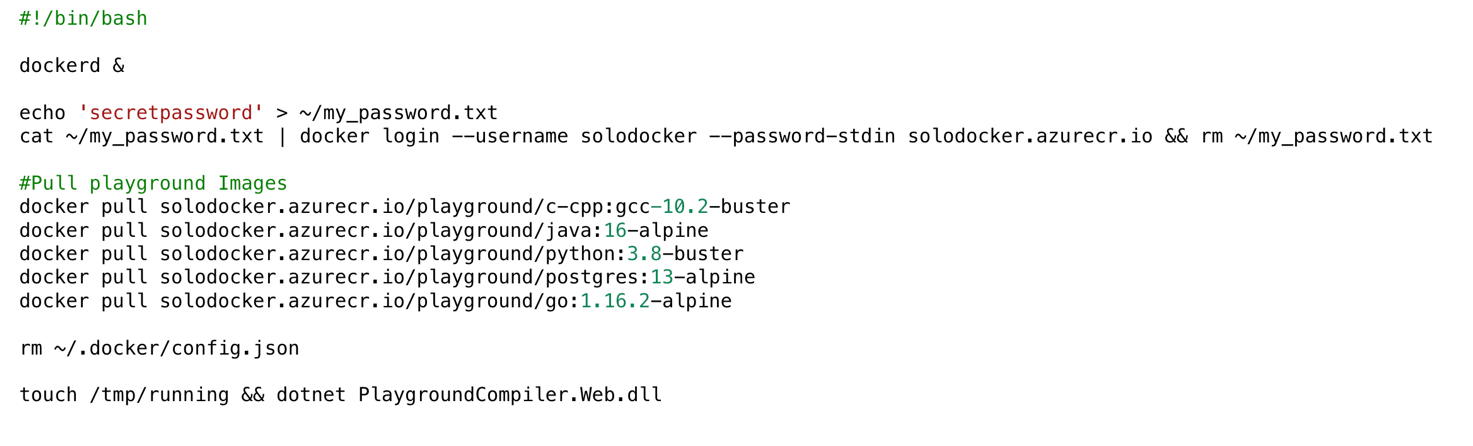 #!/bin/bash
dockerd &
echo 'secretpassword' > ~/my_password.txt
cat ~/my_password.txt | docker login --username solodocker --password-stdin solodocker.azurecr.io && rm ~/my_password.txt
#Pull playground Images
docker pull solodocker.azurecr.io/playground/c-cpp:gcc-10.2-buster
docker pull solodocker.azurecr.io/playground/java:16-alpine
docker pull solodocker.azurecr.io/playground/python:3.8-buster
docker pull solodocker.azurecr.io/playground/postgres:13-alpine
docker pull solodocker.azurecr.io/playground/go:1.16.2-alpine
rm ~/.docker/config.json
touch /tmp/running && dotnet PlaygroundCompiler.Web.dll